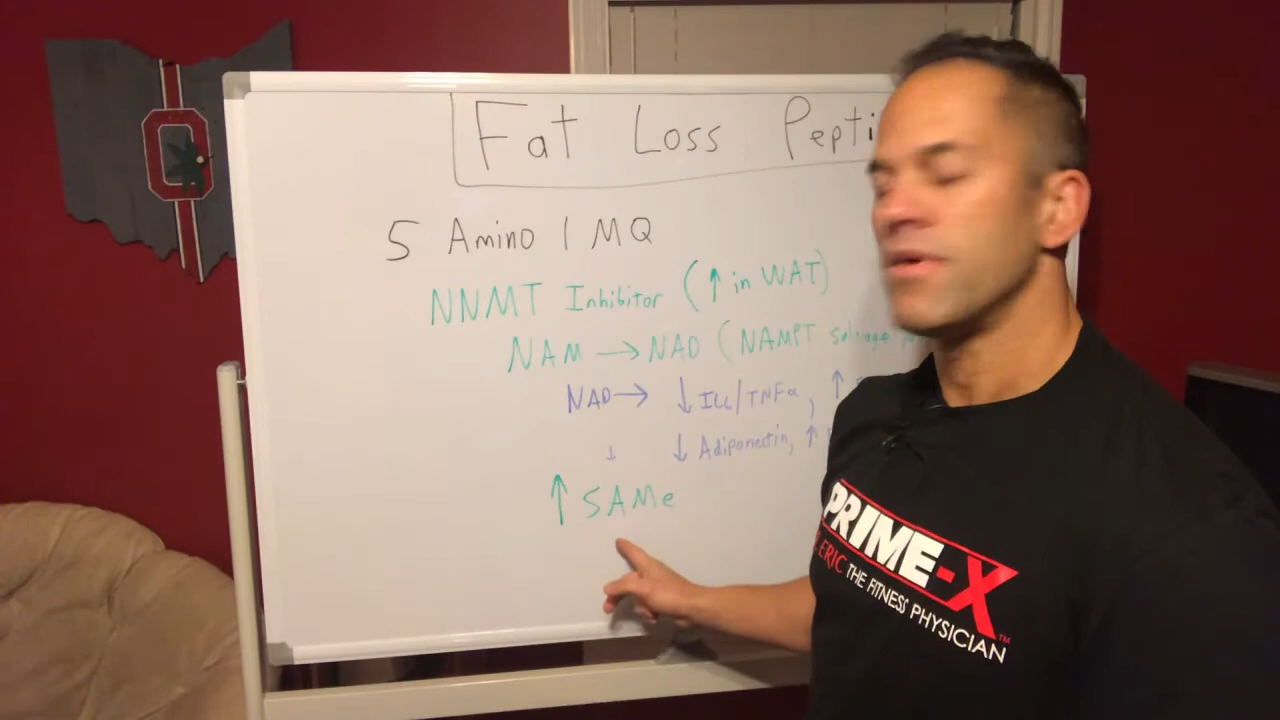 Fat Loss Pepti
5 Amino 1 MQ
NNMT Inhibitor (↑ in WAT)
NAM → NAD (NAMPT Salvage
NAD → ↓ IL6/TNFα, ↑
↓ ↓ Adiponectin, ↑
↑ SAMe
PRIME-X™
ERIC THE FITNESS PHYSICIAN
O